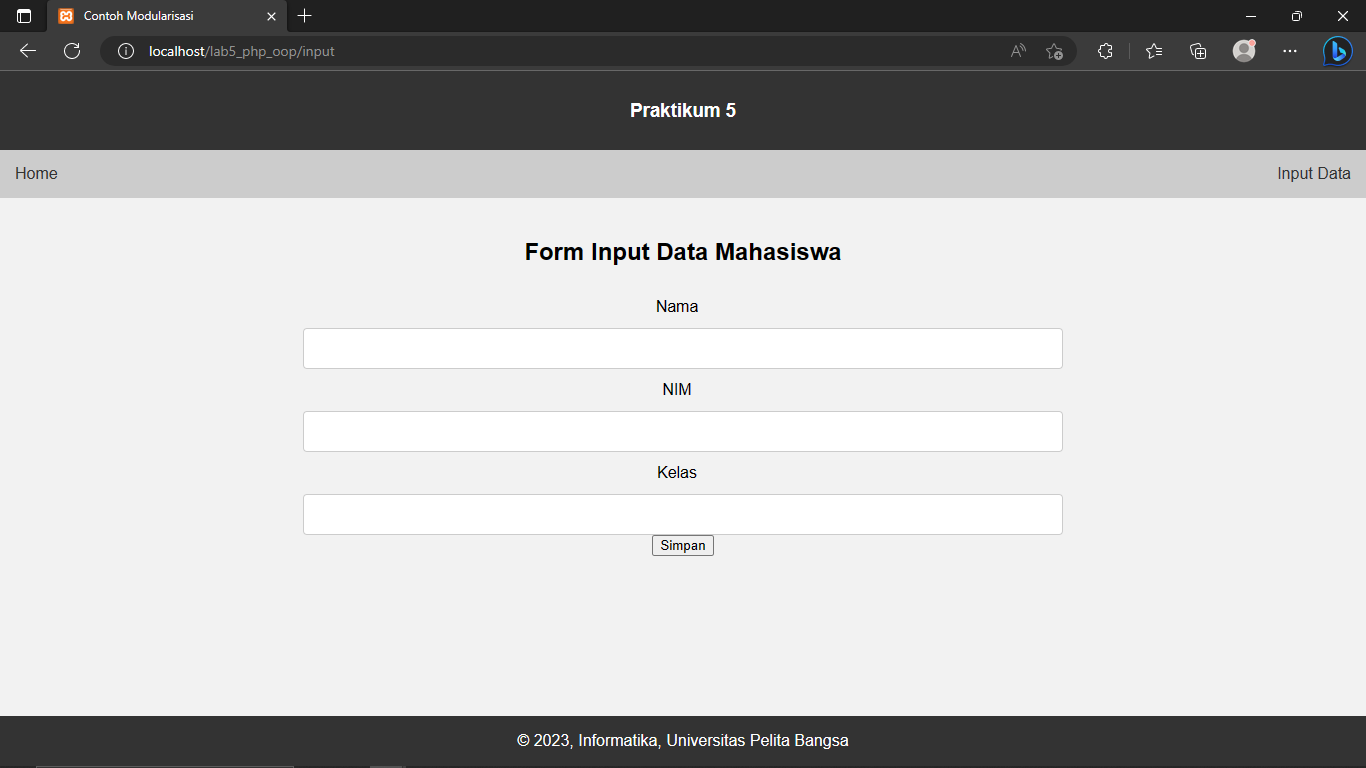 Contoh Modularisasi
localhost/lab5_php_oop/input
Praktikum 5
Home
Input Data
Form Input Data Mahasiswa
Nama
NIM
Kelas
Simpan
© 2023, Informatika, Universitas Pelita Bangsa